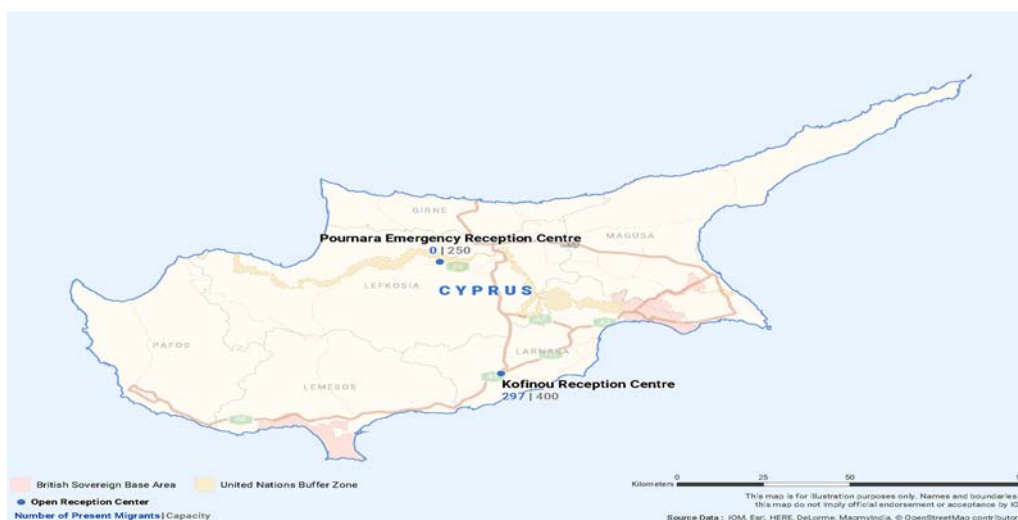 GIRNE
Pournara Emergency Reception Centre
0 | 250
MAGUSA
LEFKOSIA
CYPRUS
PAFOS
LARNAKA
LEMESOS
Kofinou Reception Centre
297 | 400
British Sovereign Base Area
United Nations Buffer Zone
Open Reception Center
Number of Present Migrants | Capacity
0 25 50
Kilometers
This map is for illustration purposes only. Names and boundaries
this map do not imply official endorsement or acceptance by IO
Source Data : IOM, Esri, HERE, DeLorme, MapmyIndia, © OpenStreetMap contributor